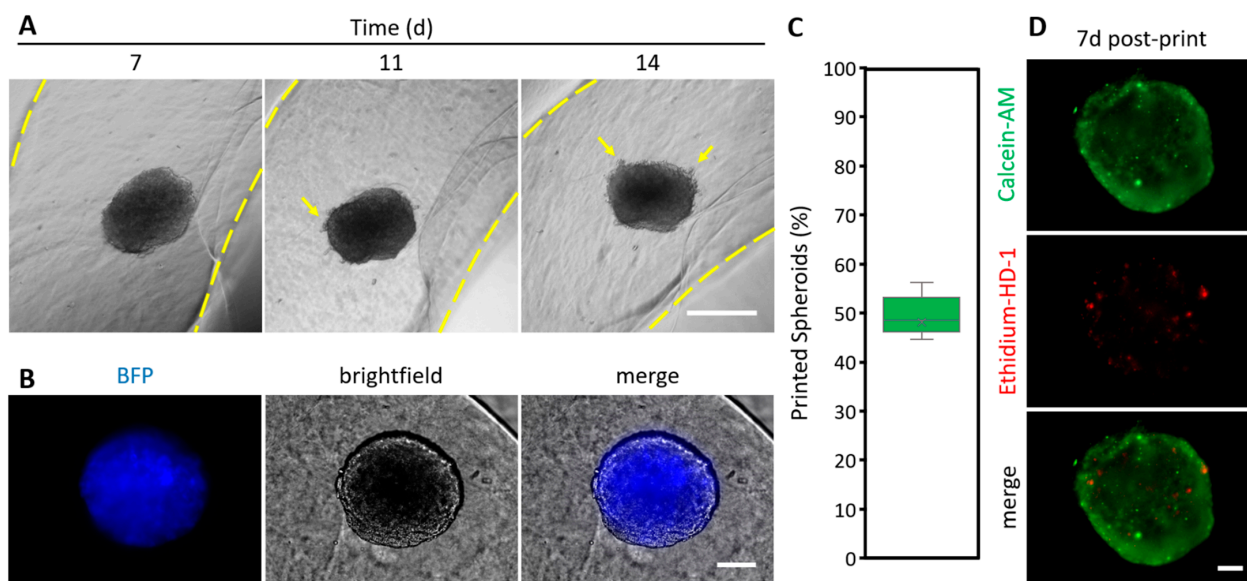 A
Time (d)
7 11 14
B
BFP brightfield merge
C
Printed Spheroids (%)
100
90
80
70
60
50
40
30
20
10
0
D
7d post-print
Calcein-AM
Ethidium-HD-1
merge